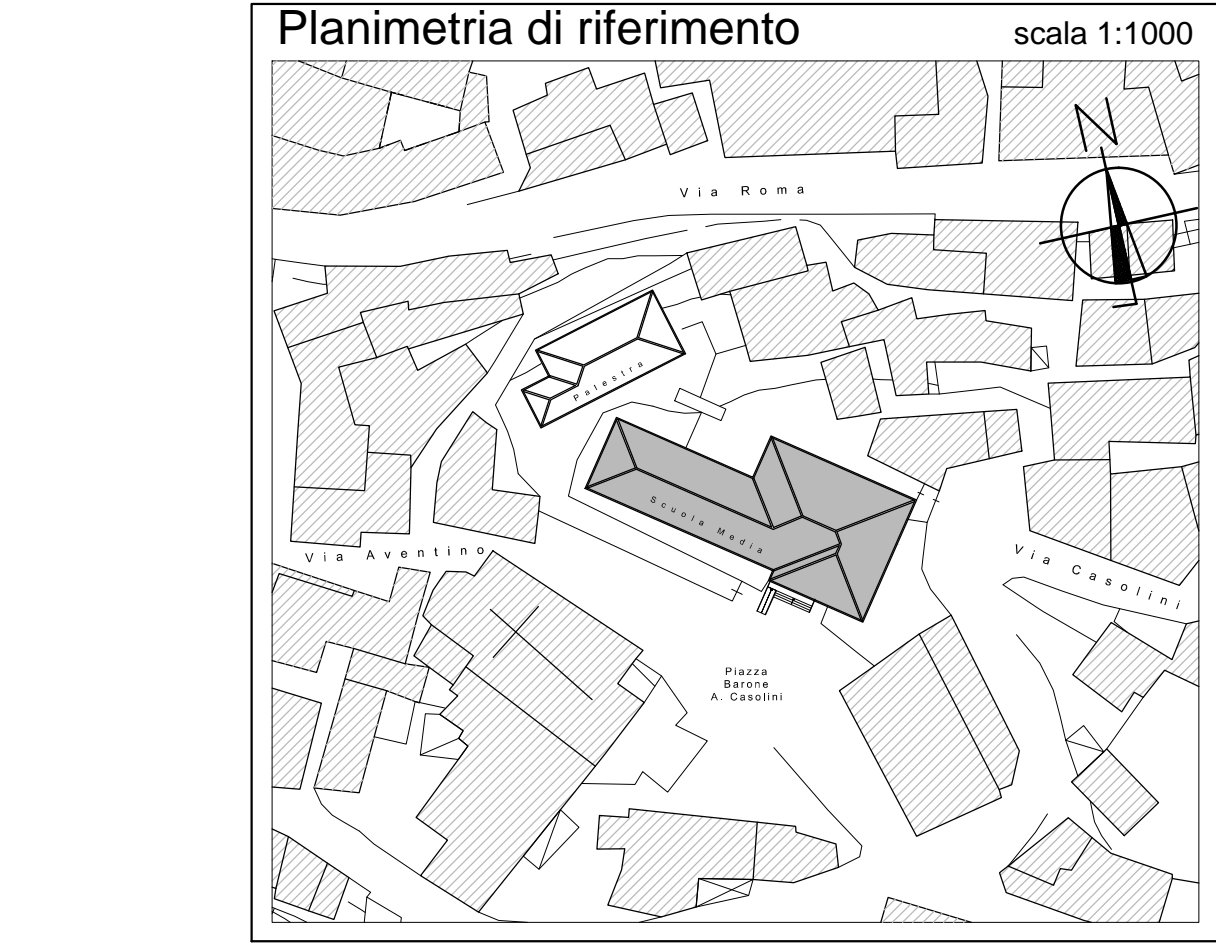 Planimetria di riferimento
scala 1:1000
N
Via Roma
Palestra
Scuola Media
Via Aventino
Via Casolini
Piazza
Barone
A. Casolini